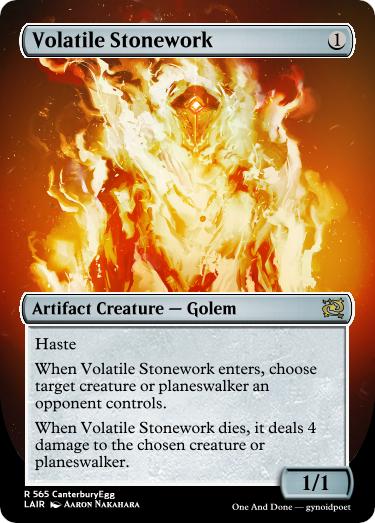 Volatile Stonework 1
Artifact Creature — Golem
Haste
When Volatile Stonework enters, choose
target creature or planeswalker an
opponent controls.
When Volatile Stonework dies, it deals 4
damage to the chosen creature or
planeswalker.
1/1
R 565 CanterburyEgg
LAIR Aaron Nakahara
One And Done — gynoidpoet